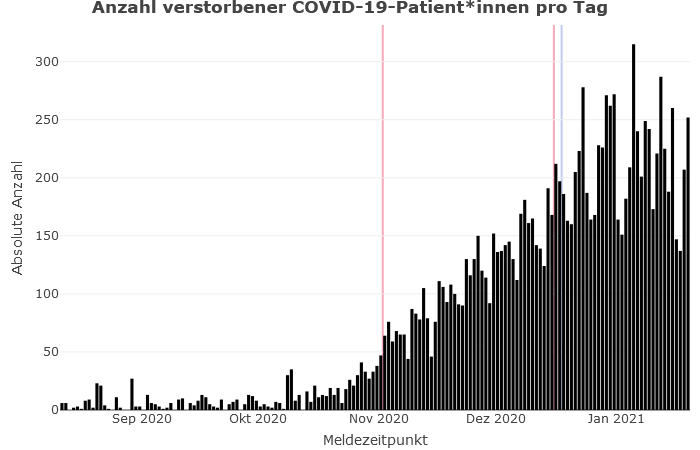 Anzahl verstorbener COVID-19-Patient*innen pro Tag
300
250
200
150
100
50
0
Absolute Anzahl
Sep 2020 Okt 2020 Nov 2020 Dez 2020 Jan 2021
Meldezeitpunkt